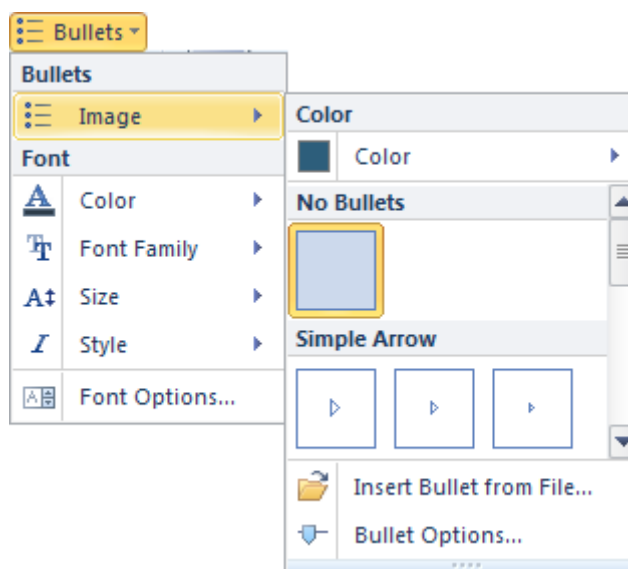 Bullets
Bullets
Image
Font
Color
Font Family
Size
Style
Font Options...
Color
Color
No Bullets
Simple Arrow
Insert Bullet from File...
Bullet Options...